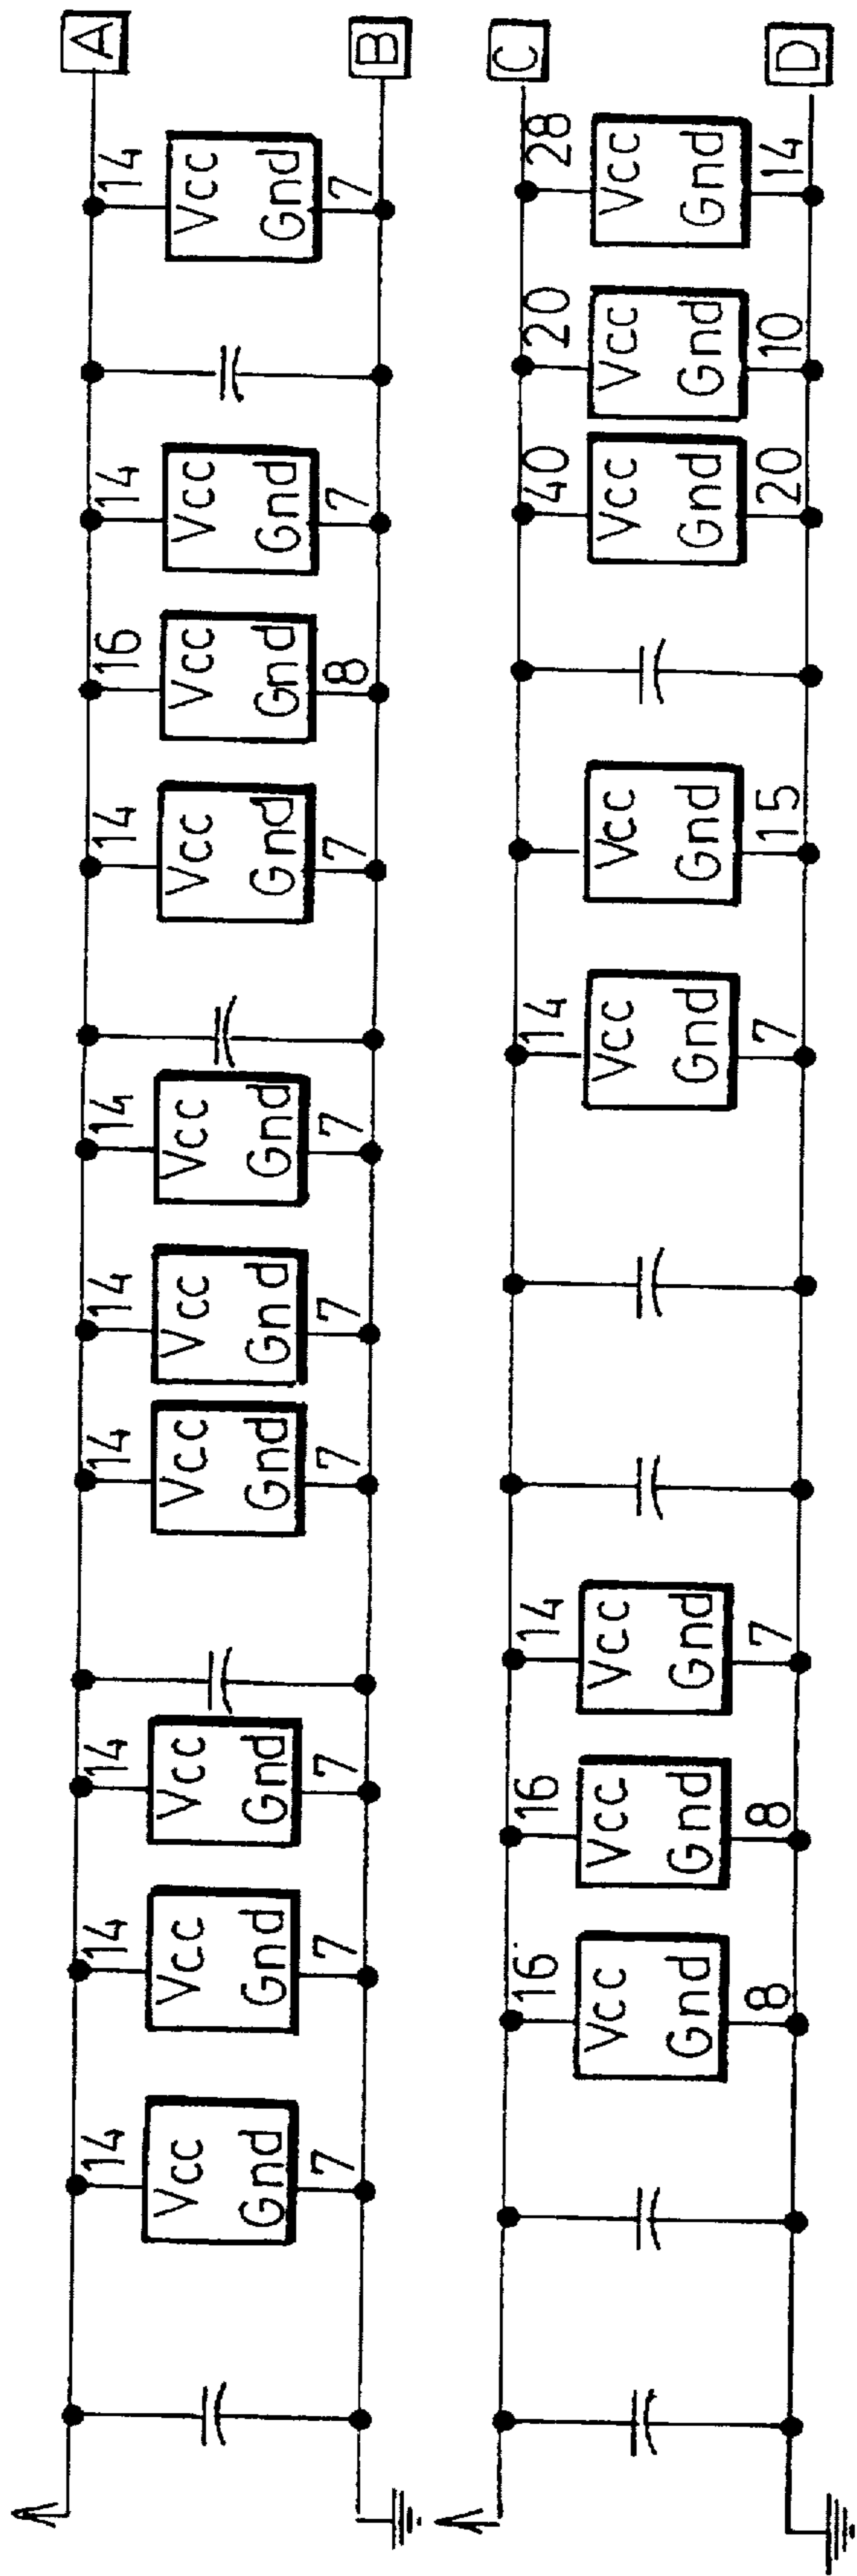 14 14 14 14 14 14 14 16 14 14 A
Vcc Vcc Vcc Vcc Vcc Vcc Vcc Vcc Vcc Vcc
Gnd Gnd Gnd Gnd Gnd Gnd Gnd Gnd Gnd Gnd
7 7 7 7 7 7 7 8 7 7 B
16 16 14 14 40 20 28 C
Vcc Vcc Vcc Vcc Vcc Vcc Vcc Vcc
Gnd Gnd Gnd Gnd Gnd Gnd Gnd Gnd
8 8 7 7 15 20 10 14 D